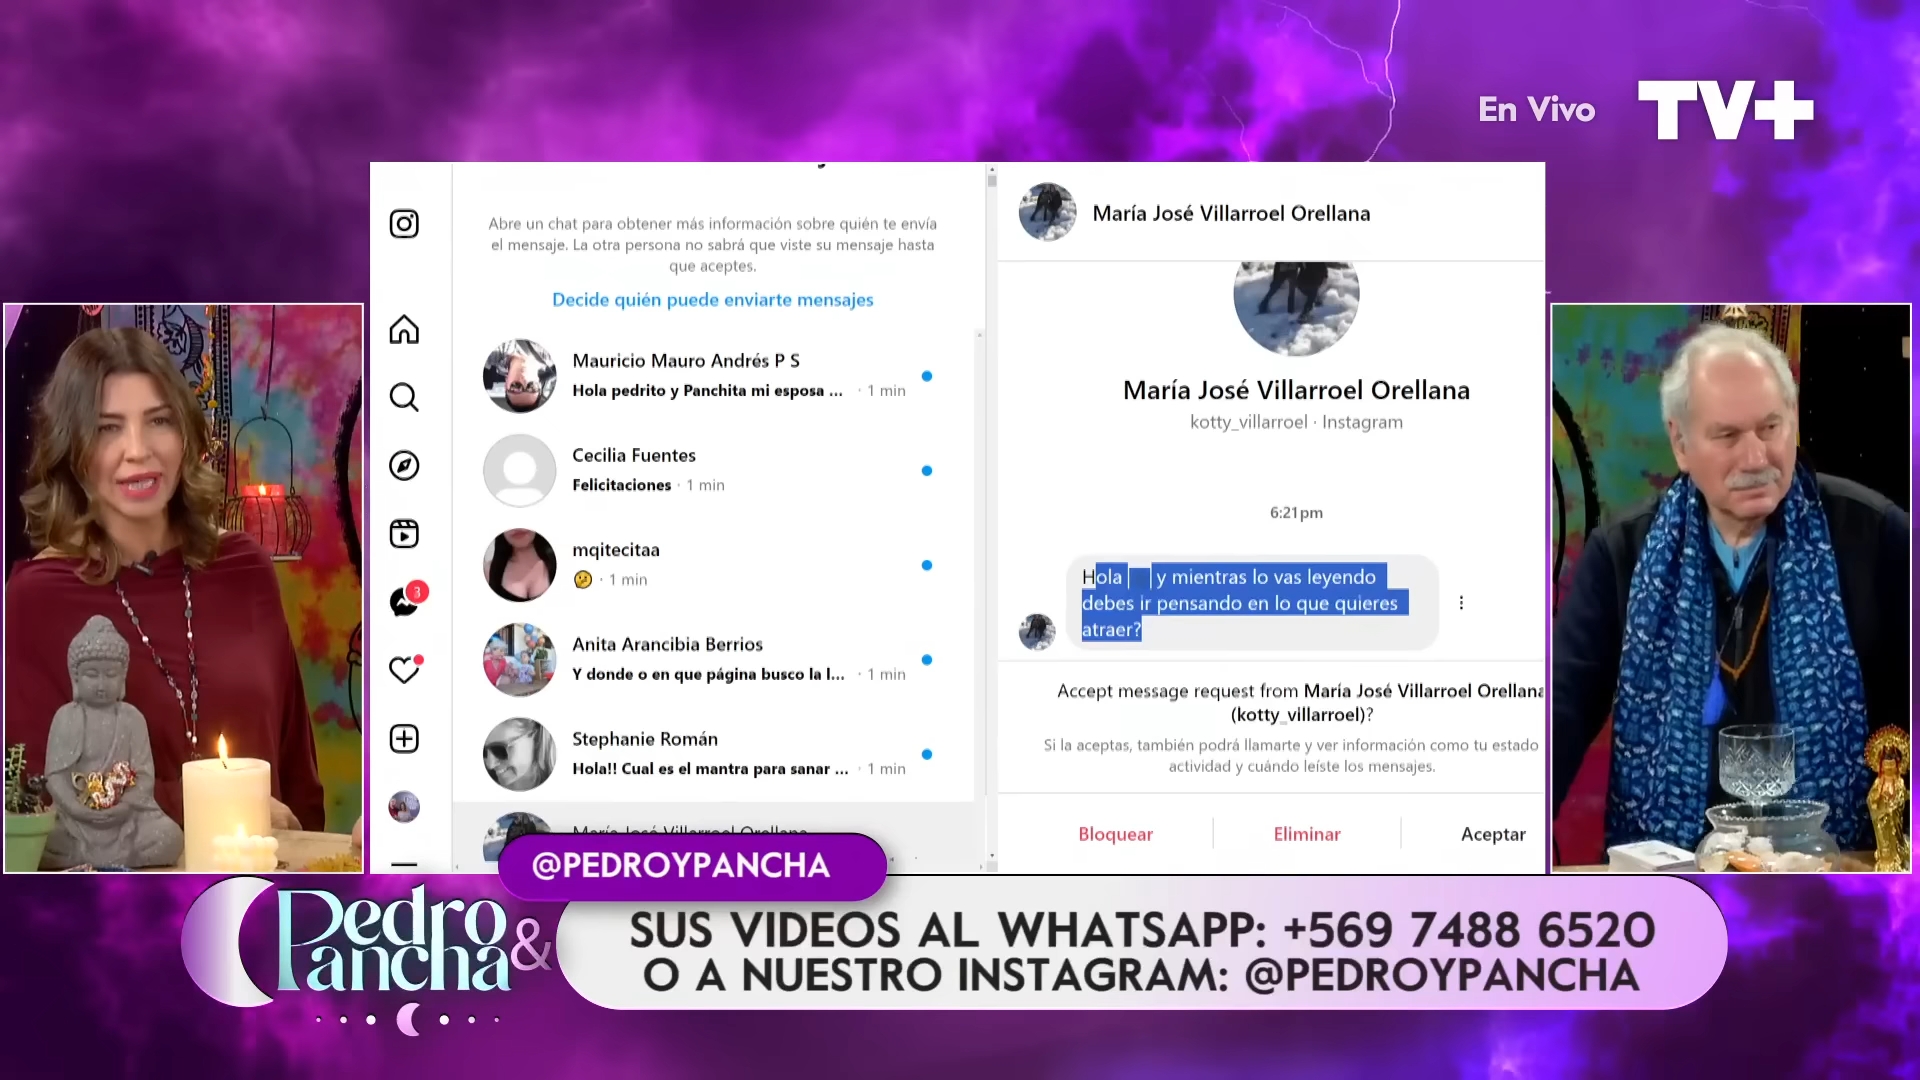 En Vivo
TV+
Abre un chat para obtener más información sobre quién te envía
el mensaje. La otra persona no sabrá que viste su mensaje hasta
que aceptes.
Decide quién puede enviarte mensajes
Mauricio Mauro Andrés P S
Hola pedrito y Panchita mi esposa ... · 1 min
Cecilia Fuentes
Felicitaciones · 1 min
mqitecitaa
🤔 · 1 min
Anita Arancibia Berrios
Y donde o en que página busco la l... · 1 min
Stephanie Román
Hola!! Cual es el mantra para sanar ... · 1 min
María José Villarroel Orellana
3
María José Villarroel Orellana
María José Villarroel Orellana
kotty_villarroel · Instagram
6:21pm
Hola y mientras lo vas leyendo
debes ir pensando en lo que quieres
atraer?
Accept message request from María José Villarroel Orellana
(kotty_villarroel)?
Si la aceptas, también podrá llamarte y ver información como tu estado
actividad y cuándo leíste los mensajes.
Bloquear
Eliminar
Aceptar
@PEDROYPANCHA
Pedro &
Pancha
SUS VIDEOS AL WHATSAPP: +569 7488 6520
O A NUESTRO INSTAGRAM: @PEDROYPANCHA